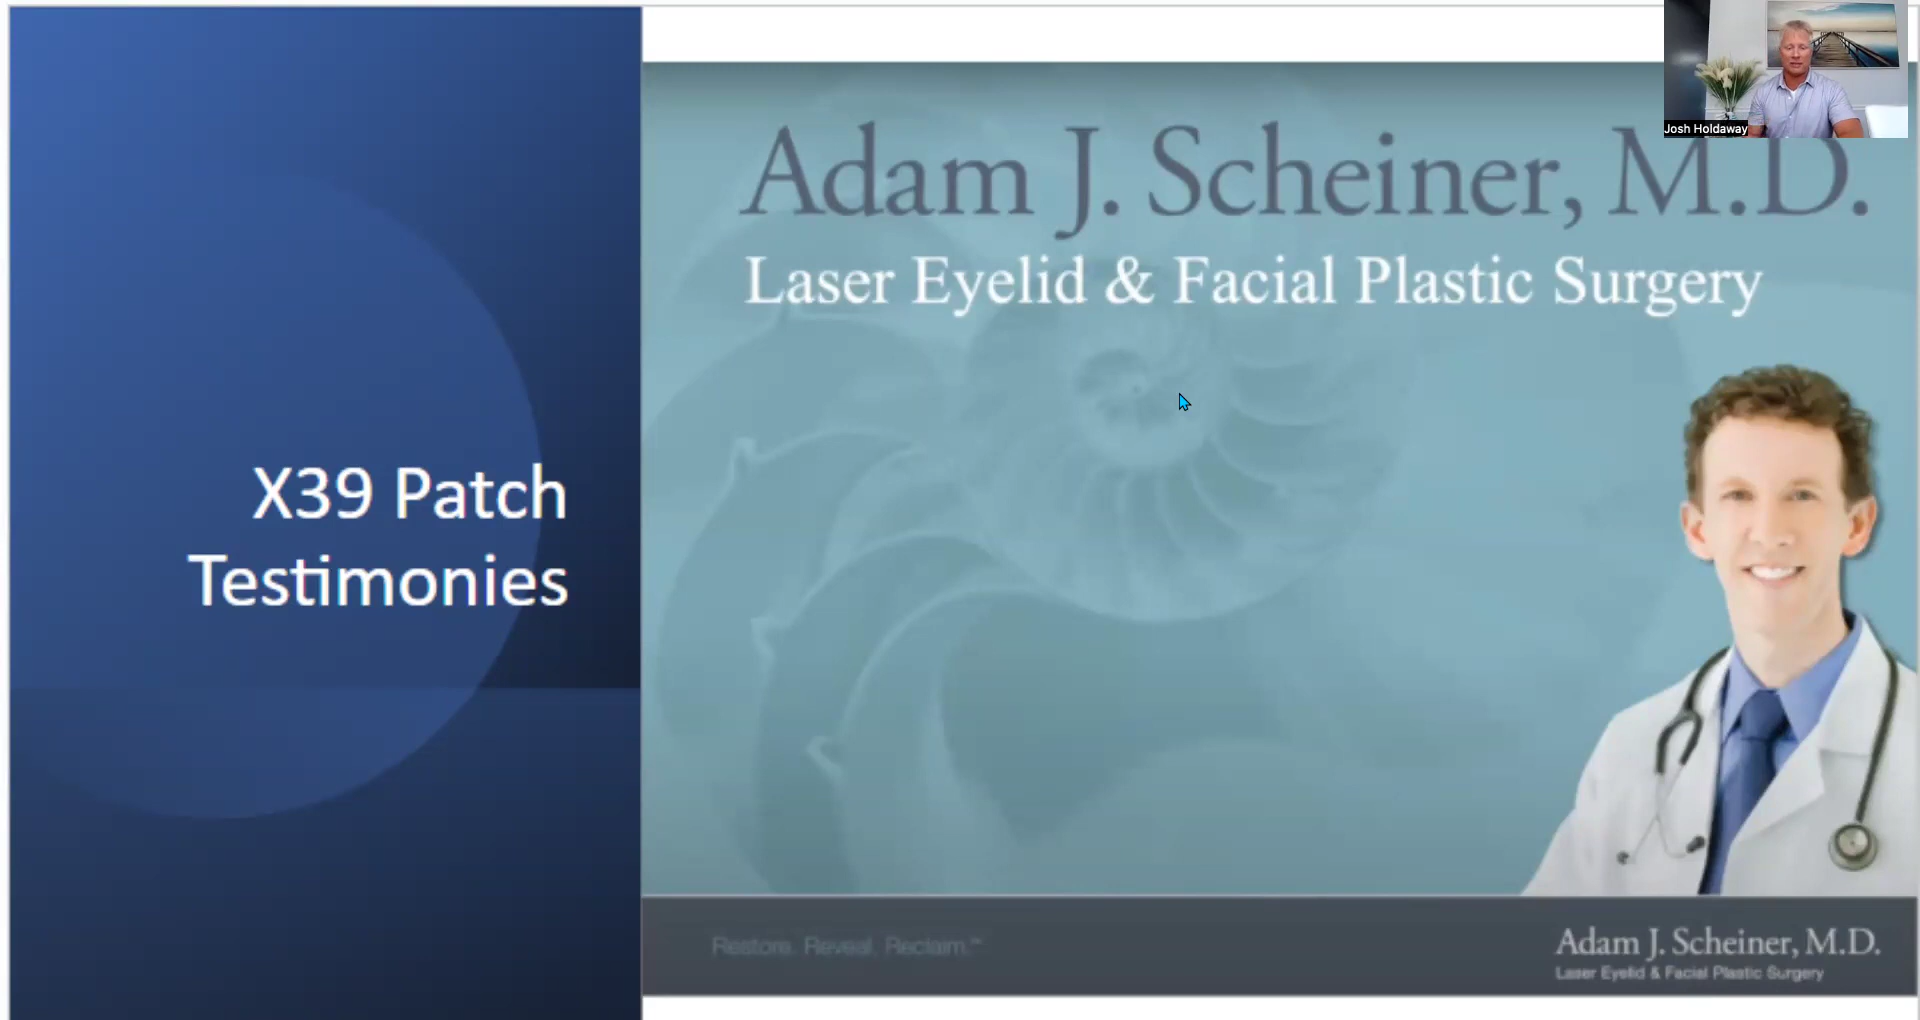 X39 Patch
Testimonies
Adam J. Scheiner, M.D.
Laser Eyelid & Facial Plastic Surgery
Josh Holdaway
Restore. Reveal. Reclaim.™
Adam J. Scheiner, M.D.
Laser Eyelid & Facial Plastic Surgery